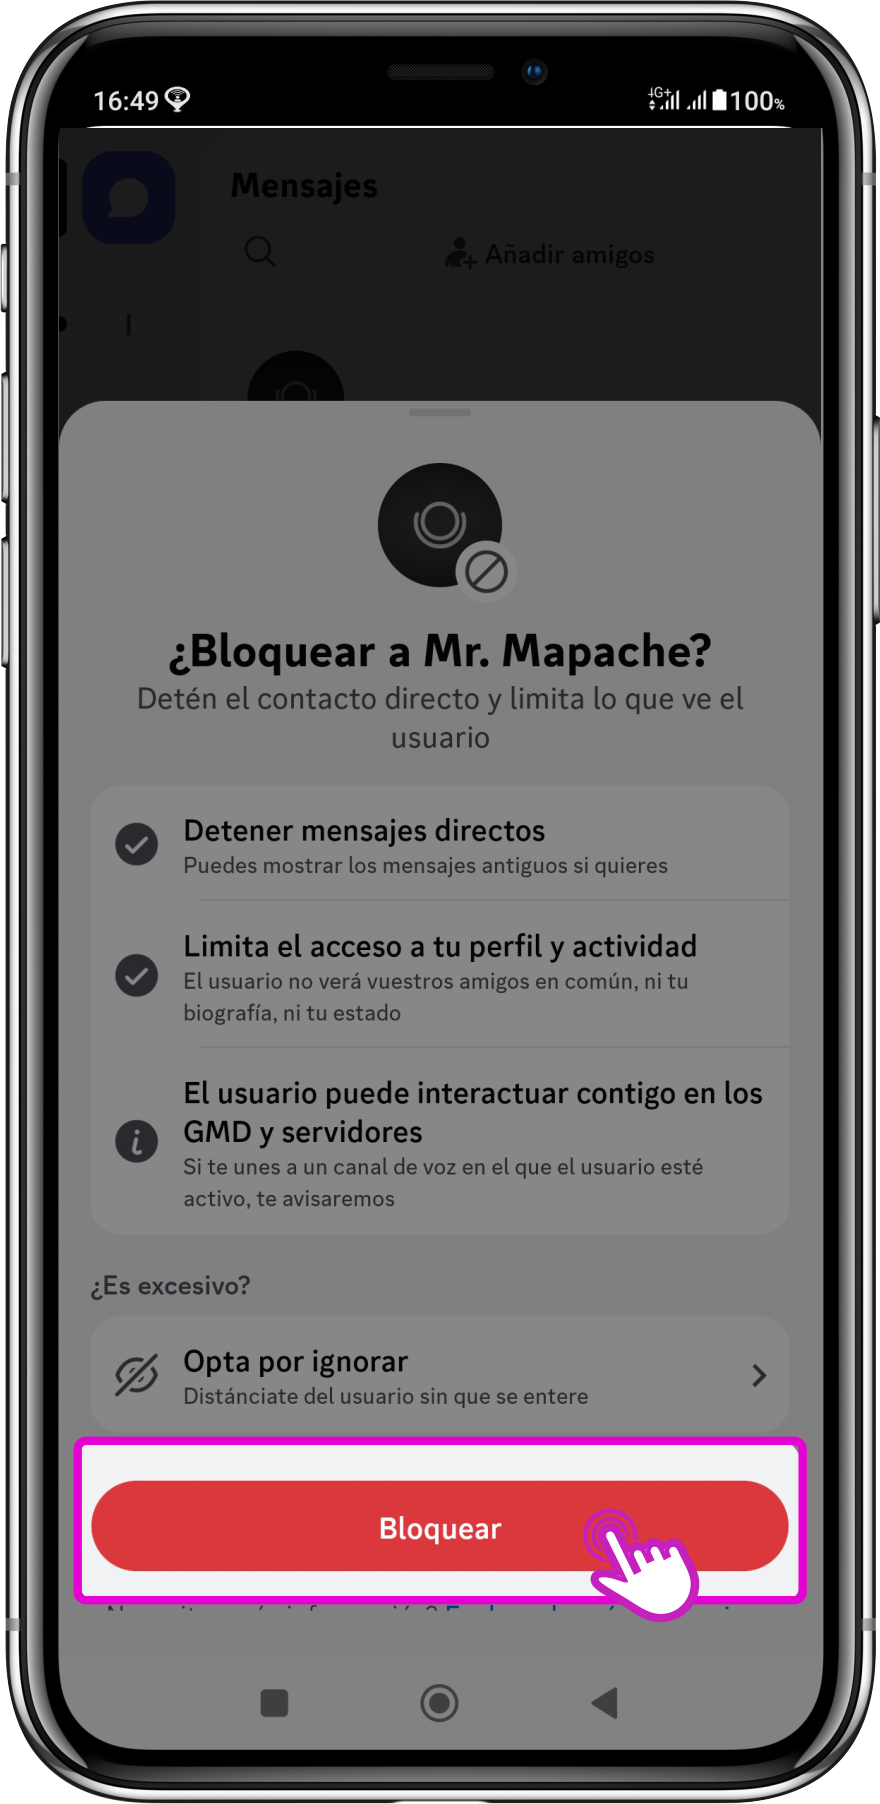 16:49
4G+
100%
Mensajes
Añadir amigos
I
¿Bloquear a Mr. Mapache?
Detén el contacto directo y limita lo que ve el
usuario
Detener mensajes directos
Puedes mostrar los mensajes antiguos si quieres
Limita el acceso a tu perfil y actividad
El usuario no verá vuestros amigos en común, ni tu
biografía, ni tu estado
El usuario puede interactuar contigo en los
GMD y servidores
Si te unes a un canal de voz en el que el usuario esté
activo, te avisaremos
¿Es excesivo?
Opta por ignorar
Distánciate del usuario sin que se entere
Bloquear